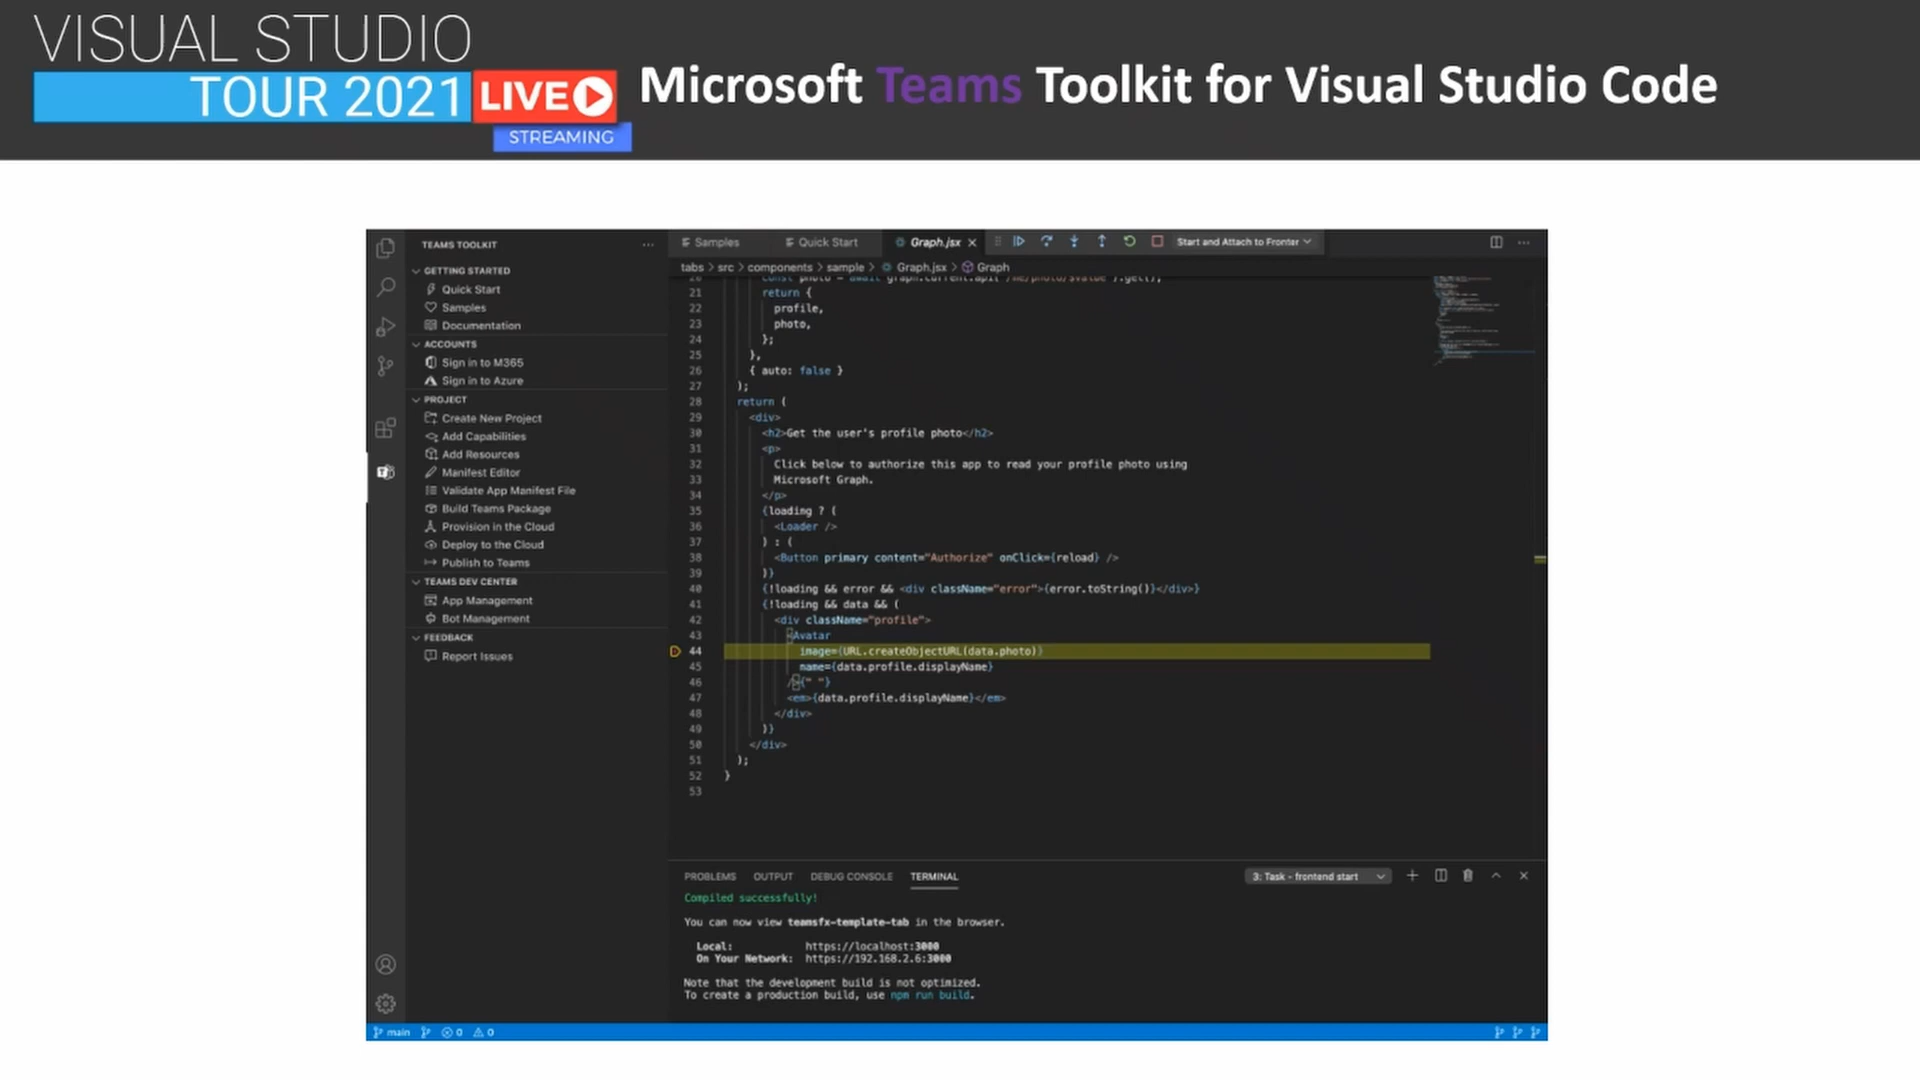 VISUAL STUDIO
TOUR 2021 LIVE
STREAMING
Microsoft Teams Toolkit for Visual Studio Code
TEAMS TOOLKIT
GETTING STARTED
Quick Start
Samples
Documentation
ACCOUNTS
Sign in to M365
Sign in to Azure
PROJECT
Create New Project
Add Capabilities
Add Resources
Manifest Editor
Validate App Manifest File
Build Teams Package
Provision in the Cloud
Deploy to the Cloud
Publish to Teams
TEAMS DEV CENTER
App Management
Bot Management
FEEDBACK
Report Issues
Samples Quick Start Graph.jsx Start and Attach to Fronter
tabs > src > components > sample > Graph.jsx > Graph
21 return {
22 profile,
23 photo,
24 };
25 },
26 { auto: false }
27 );
28 return (
29 <div>
30 <h2>Get the user's profile photo</h2>
31 <p>
32 Click below to authorize this app to read your profile photo using
33 Microsoft Graph.
34 </p>
35 {loading ? (
36 <Loader />
37 ) : (
38 <Button primary content="Authorize" onClick={reload} />
39 )}
40 {!loading && error && <div className="error">{error.toString()}</div>}
41 {!loading && data && (
42 <div className="profile">
43 <Avatar
44 image={URL.createObjectURL(data.photo)}
45 name={data.profile.displayName}
46 />{" "}
47 <em>{data.profile.displayName}</em>
48 </div>
49 )}
50 </div>
51 );
52 }
53
PROBLEMS OUTPUT DEBUG CONSOLE TERMINAL 3: Task - frontend start
Compiled successfully!
You can now view teamsfx-template-tab in the browser.
Local: https://localhost:3000
On Your Network: https://192.168.2.6:3000
Note that the development build is not optimized.
To create a production build, use npm run build.
main 0 0